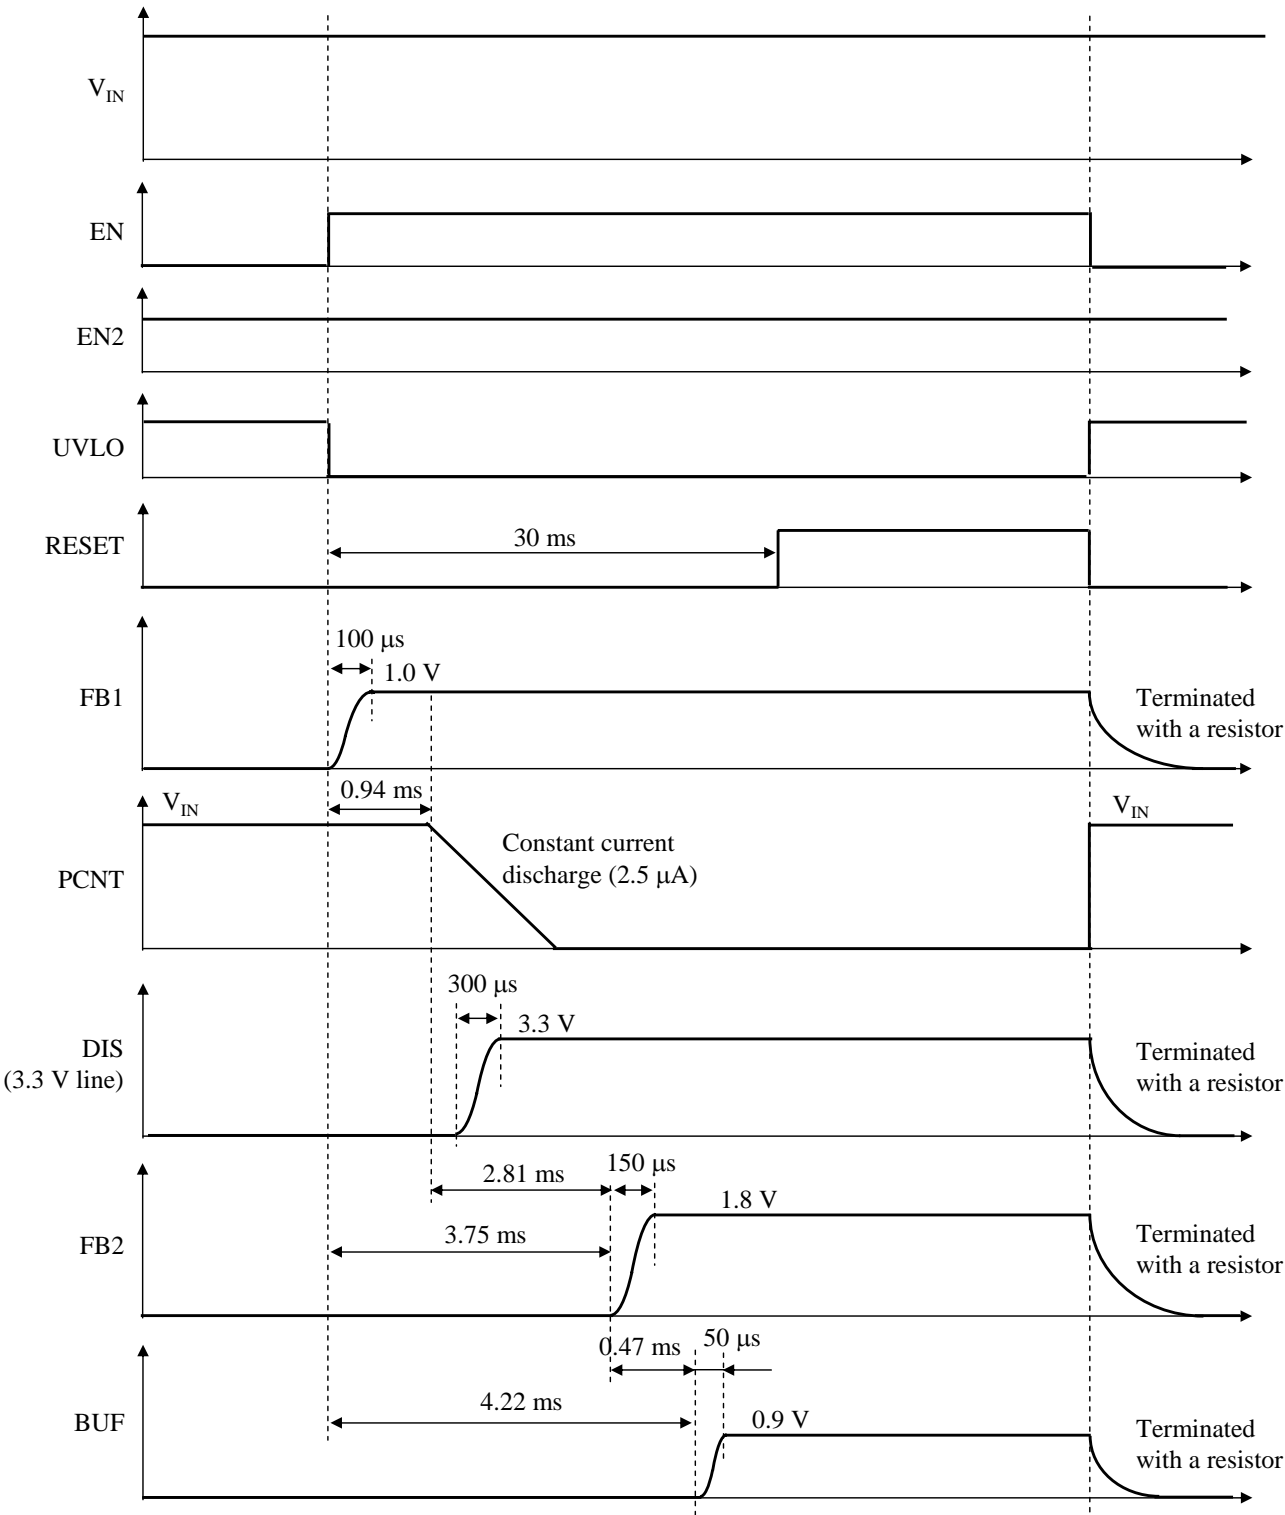 V_IN
EN
EN2
UVLO
RESET
30 ms
100 μs
1.0 V
FB1
Terminated
with a resistor
0.94 ms
V_IN
V_IN
Constant current
discharge (2.5 μA)
PCNT
300 μs
3.3 V
DIS
(3.3 V line)
Terminated
with a resistor
150 μs
2.81 ms
1.8 V
3.75 ms
FB2
Terminated
with a resistor
50 μs
0.47 ms
4.22 ms
0.9 V
BUF
Terminated
with a resistor